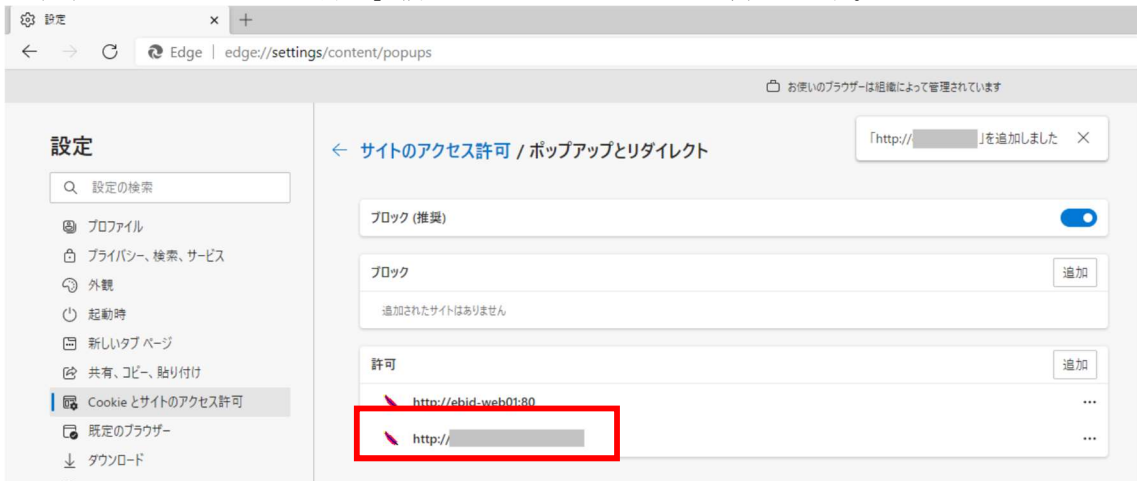 設定
Edge | edge://settings/content/popups
お使いのブラウザーは組織によって管理されています
「http:// 」を追加しました
設定
設定の検索
プロファイル
プライバシー、検索、サービス
外観
起動時
新しいタブ ページ
共有、コピー、貼り付け
Cookie とサイトのアクセス許可
既定のブラウザー
ダウンロード
サイトのアクセス許可 / ポップアップとリダイレクト
ブロック (推奨)
ブロック
追加
追加されたサイトはありません
許可
追加
http://ebid-web01:80
http://